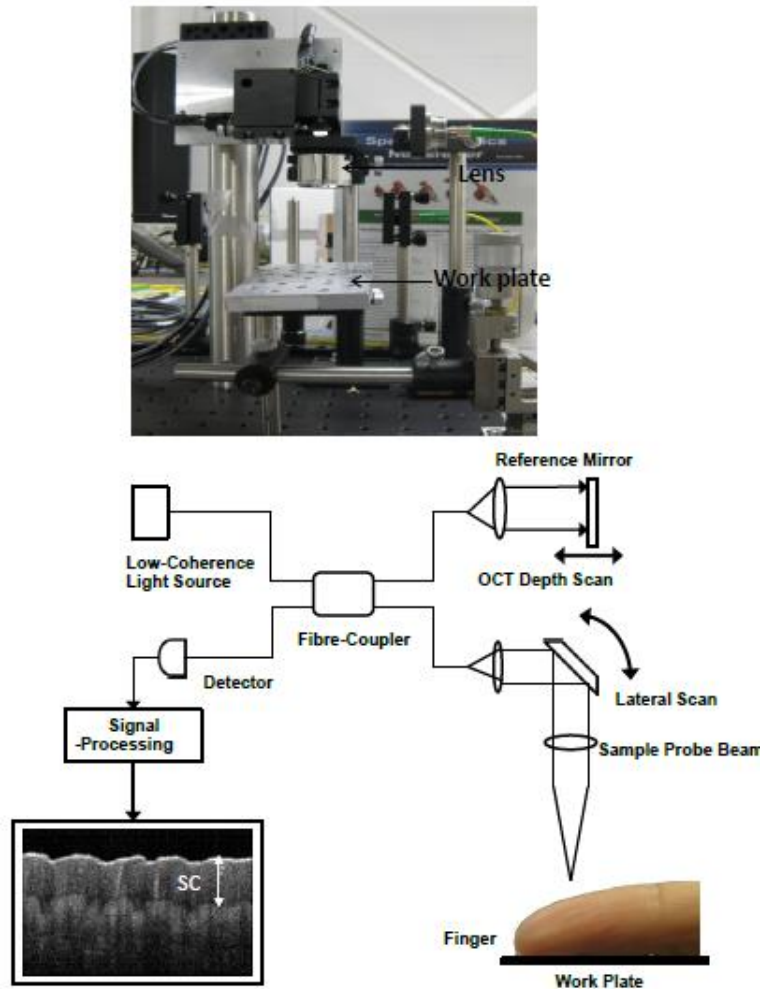 Lens
Work plate
Reference Mirror
Low-Coherence
Light Source
OCT Depth Scan
Fibre-Coupler
Detector
Lateral Scan
Signal
-Processing
Sample Probe Beam
SC
Finger
Work Plate